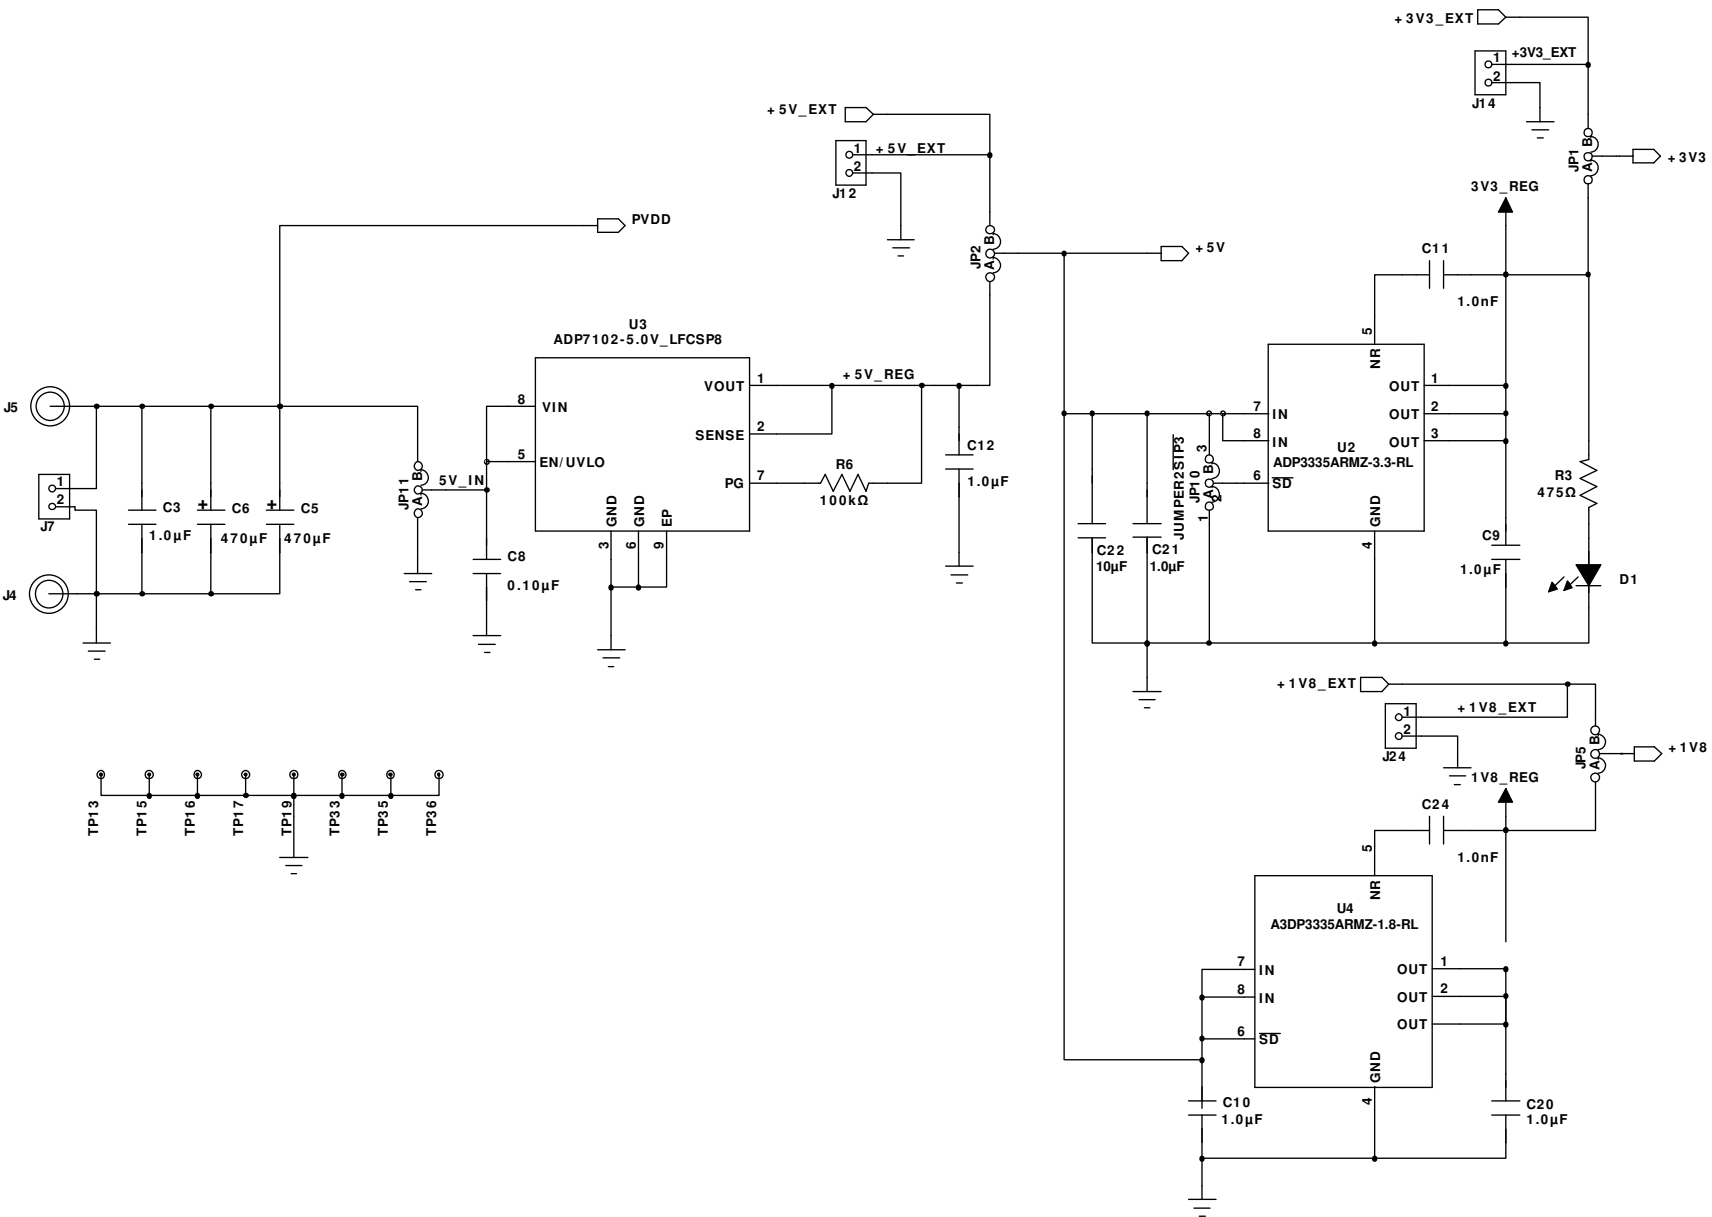 +3V3_EXT
1 +3V3_EXT
2
J14
JP1 B A
+3V3
+5V_EXT
1 +5V_EXT
2
J12
JP2 B A
+5V
PVDD
3V3_REG
C11
1.0nF
U3
ADP7102-5.0V_LFCSP8
8 VIN
5 EN/UVLO
VOUT 1
SENSE 2
PG 7
GND 3
GND 6
EP 9
+5V_REG
R6
100kΩ
C12
1.0µF
J5
J4
1
2
J7
C3
1.0µF
+ C6
470µF
+ C5
470µF
JP11 B A
5V_IN
C8
0.10µF
C22
10µF
C21
1.0µF
JUMPER2SIP3
JP10
3 B A 2 1
5 NR
7 IN
8 IN
6 SD
OUT 1
OUT 2
OUT 3
U2
ADP3335ARMZ-3.3-RL
GND 4
R3
475Ω
C9
1.0µF
D1
+1V8_EXT
1 +1V8_EXT
2
J24
JP5 B A
+1V8
1V8_REG
C24
1.0nF
TP13
TP15
TP16
TP17
TP19
TP33
TP35
TP36
5 NR
U4
A3DP3335ARMZ-1.8-RL
7 IN
8 IN
6 SD
OUT 1
OUT 2
OUT
GND 4
C10
1.0µF
C20
1.0µF